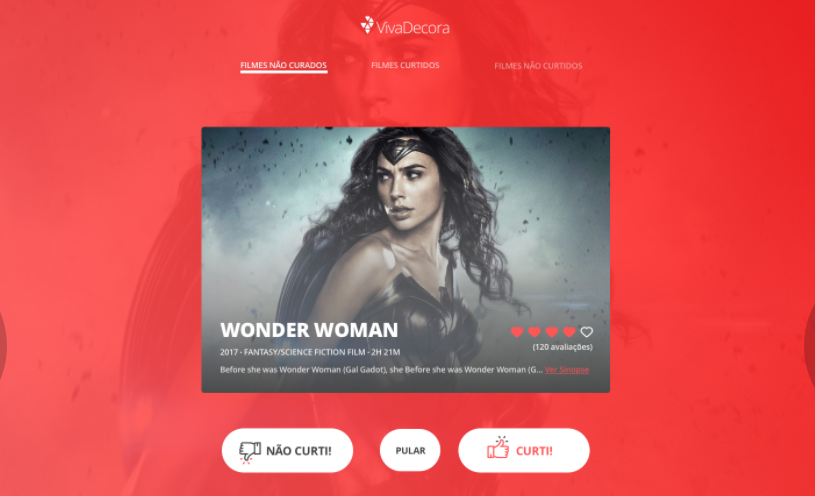 VivaDecora
FILMES NÃO CURADOS
FILMES CURTIDOS
FILMES NÃO CURTIDOS
WONDER WOMAN
2017 · FANTASY/SCIENCE FICTION FILM · 2H 21M
(120 avaliações)
Before she was Wonder Woman (Gal Gadot), she Before she was Wonder Woman (G... Ver Sinopse
NÃO CURTI!
PULAR
CURTI!